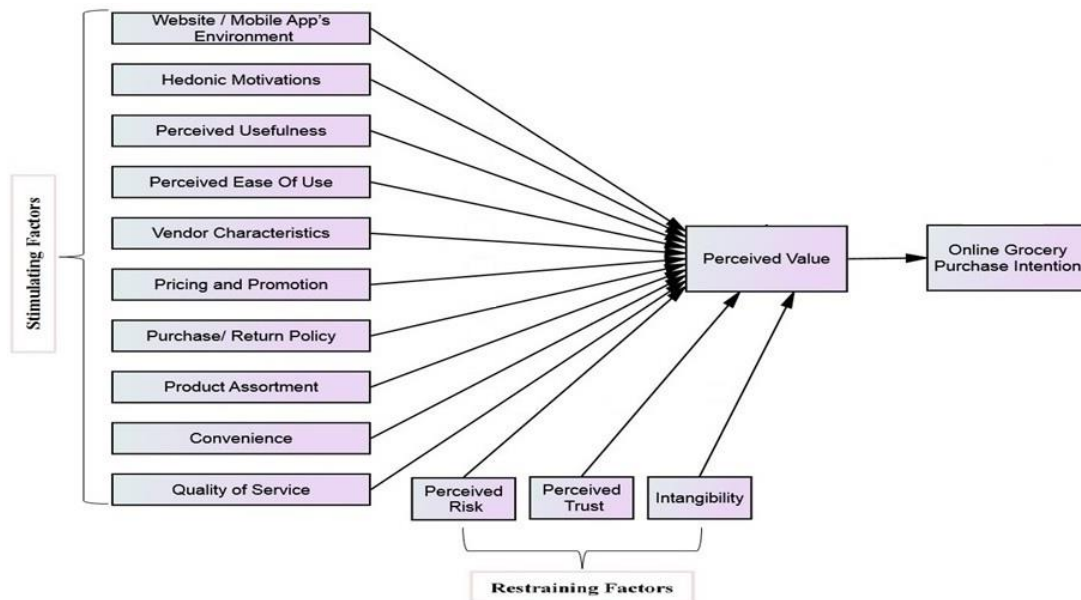 Website / Mobile App's
Environment
Hedonic Motivations
Perceived Usefulness
Perceived Ease Of Use
Vendor Characteristics
Pricing and Promotion
Purchase/ Return Policy
Product Assortment
Convenience
Quality of Service
Stimulating Factors
Perceived Value
Online Grocery
Purchase Intention
Perceived
Risk
Perceived
Trust
Intangibility
Restraining Factors